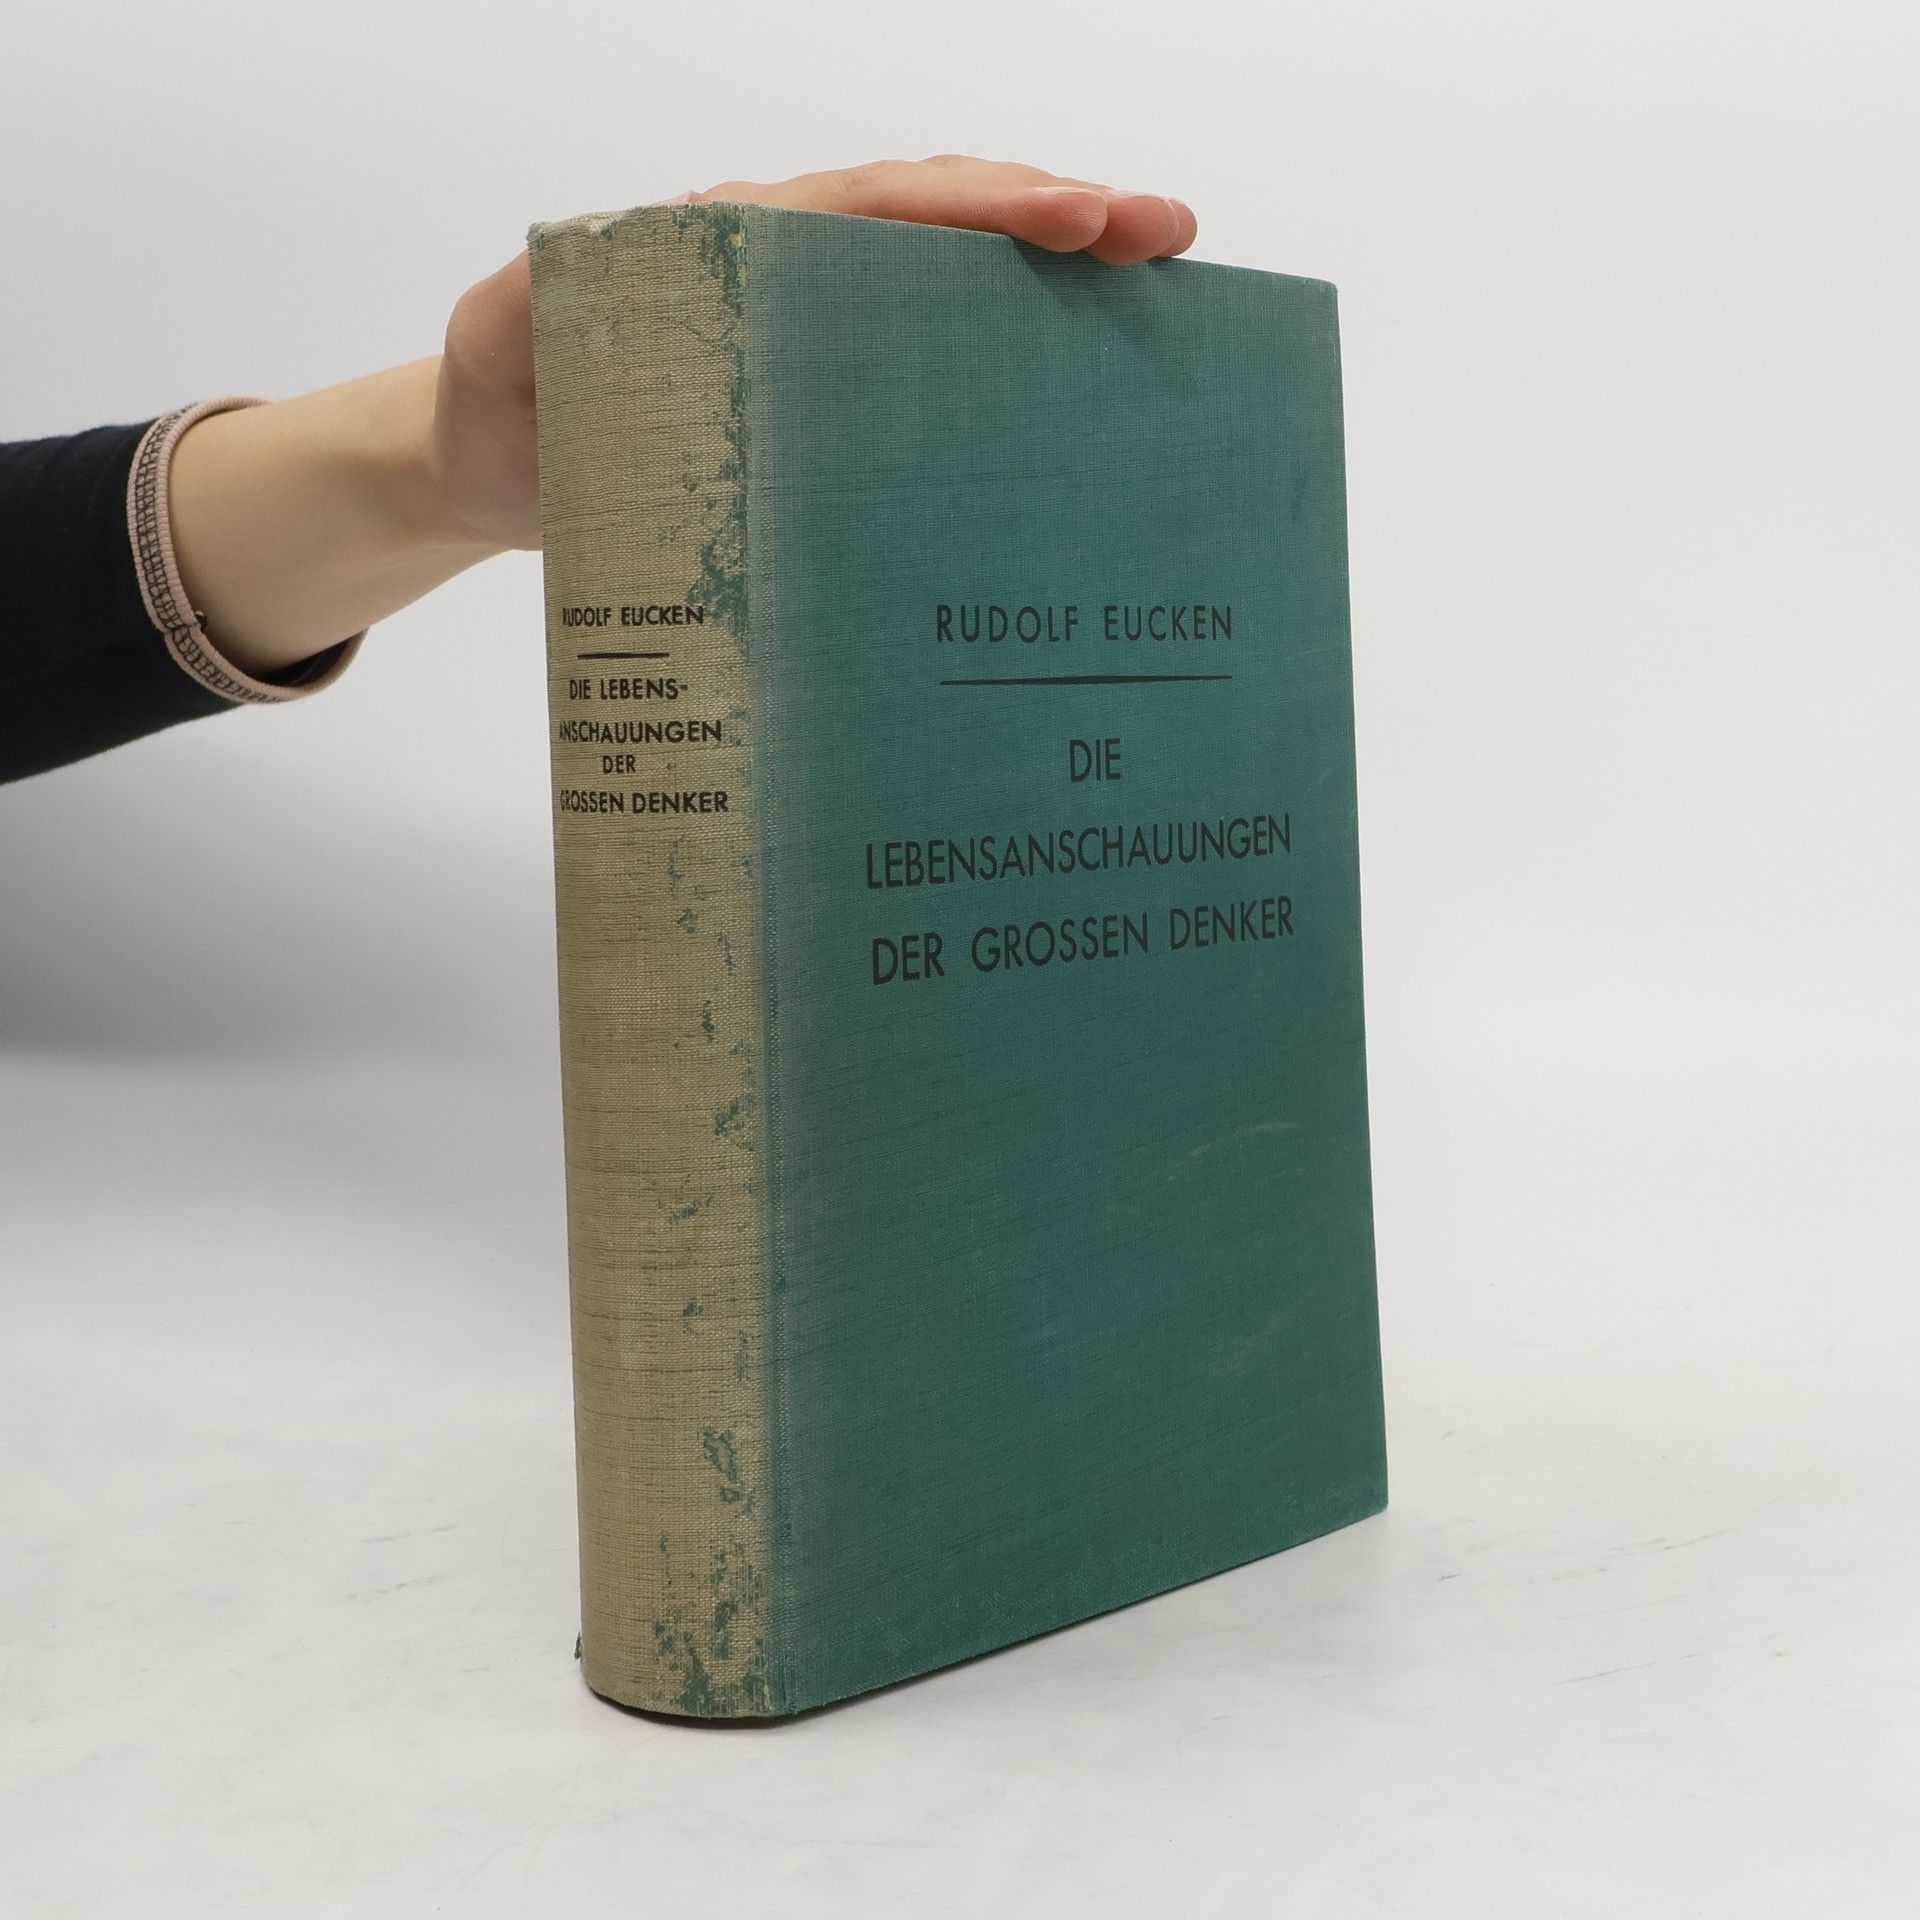 RUDOLF EUCKEN
DIE LEBENS-
ANSCHAUUNGEN
DER
GROSSEN DENKER
RUDOLF EUCKEN
DIE
LEBENSANSCHAUUNGEN
DER GROSSEN DENKER